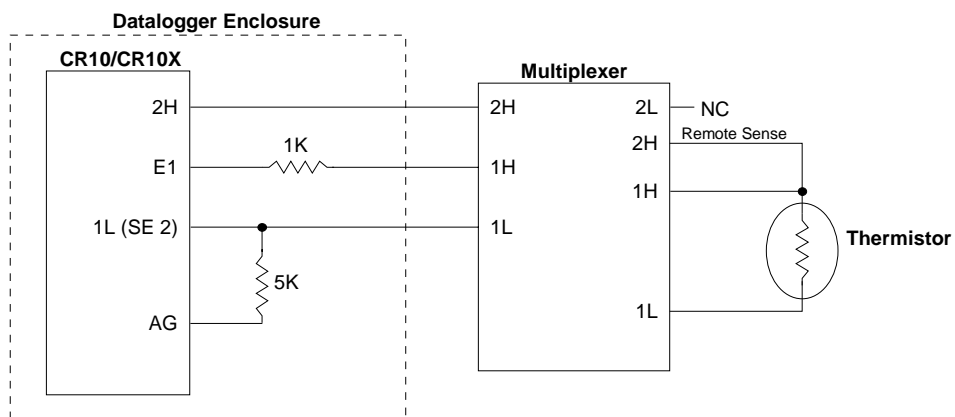 Datalogger Enclosure
CR10/CR10X
Multiplexer
2H
2H
2L
NC
Remote Sense
2H
1K
E1
1H
1H
1L (SE 2)
1L
Thermistor
5K
1L
AG